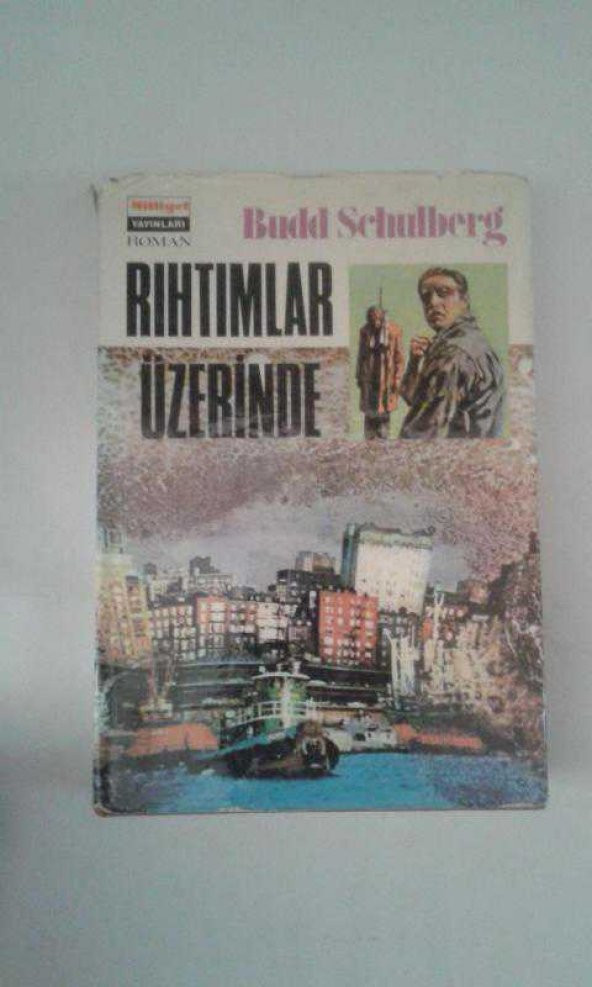 Milliyet
YAYINLARI
ROMAN
Budd Schulberg
RIHTIMLAR
ÜZERİNDE